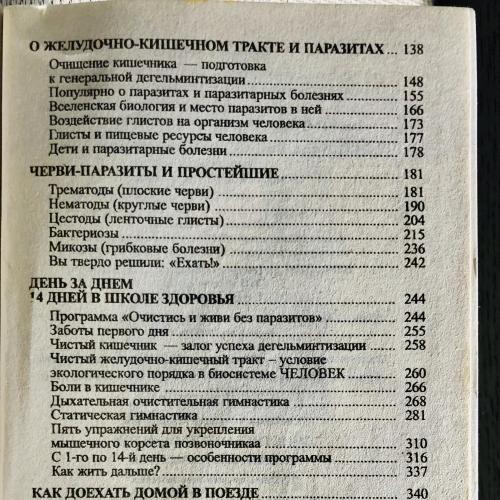 О ЖЕЛУДОЧНО-КИШЕЧНОМ ТРАКТЕ И ПАРАЗИТАХ ... 138
Очищение кишечника — подготовка
к генеральной дегельминтизации ... 148
Популярно о паразитах и паразитарных болезнях ... 155
Вселенская биология и место паразитов в ней ... 166
Воздействие глистов на организм человека ... 173
Глисты и пищевые ресурсы человека ... 177
Дети и паразитарные болезни ... 178
ЧЕРВИ-ПАРАЗИТЫ И ПРОСТЕЙШИЕ ... 181
Трематоды (плоские черви) ... 181
Нематоды (круглые черви) ... 190
Цестоды (ленточные глисты) ... 204
Бактериозы ... 215
Микозы (грибковые болезни) ... 236
Вы твердо решили: «Ехать!» ... 242
ДЕНЬ ЗА ДНЕМ
14 ДНЕЙ В ШКОЛЕ ЗДОРОВЬЯ ... 244
Программа «Очистись и живи без паразитов» ... 244
Заботы первого дня ... 255
Чистый кишечник — залог успеха дегельминтизации ... 258
Чистый желудочно-кишечный тракт – условие
экологического порядка в биосистеме ЧЕЛОВЕК ... 260
Боли в кишечнике ... 266
Дыхательная очистительная гимнастика ... 268
Статическая гимнастика ... 281
Пять упражнений для укрепления
мышечного корсета позвоночникаа ... 310
С 1-го по 14-й день — особенности программы ... 316
Как жить дальше? ... 337
КАК ДОЕХАТЬ ДОМОЙ В ПОЕЗДЕ ... 340